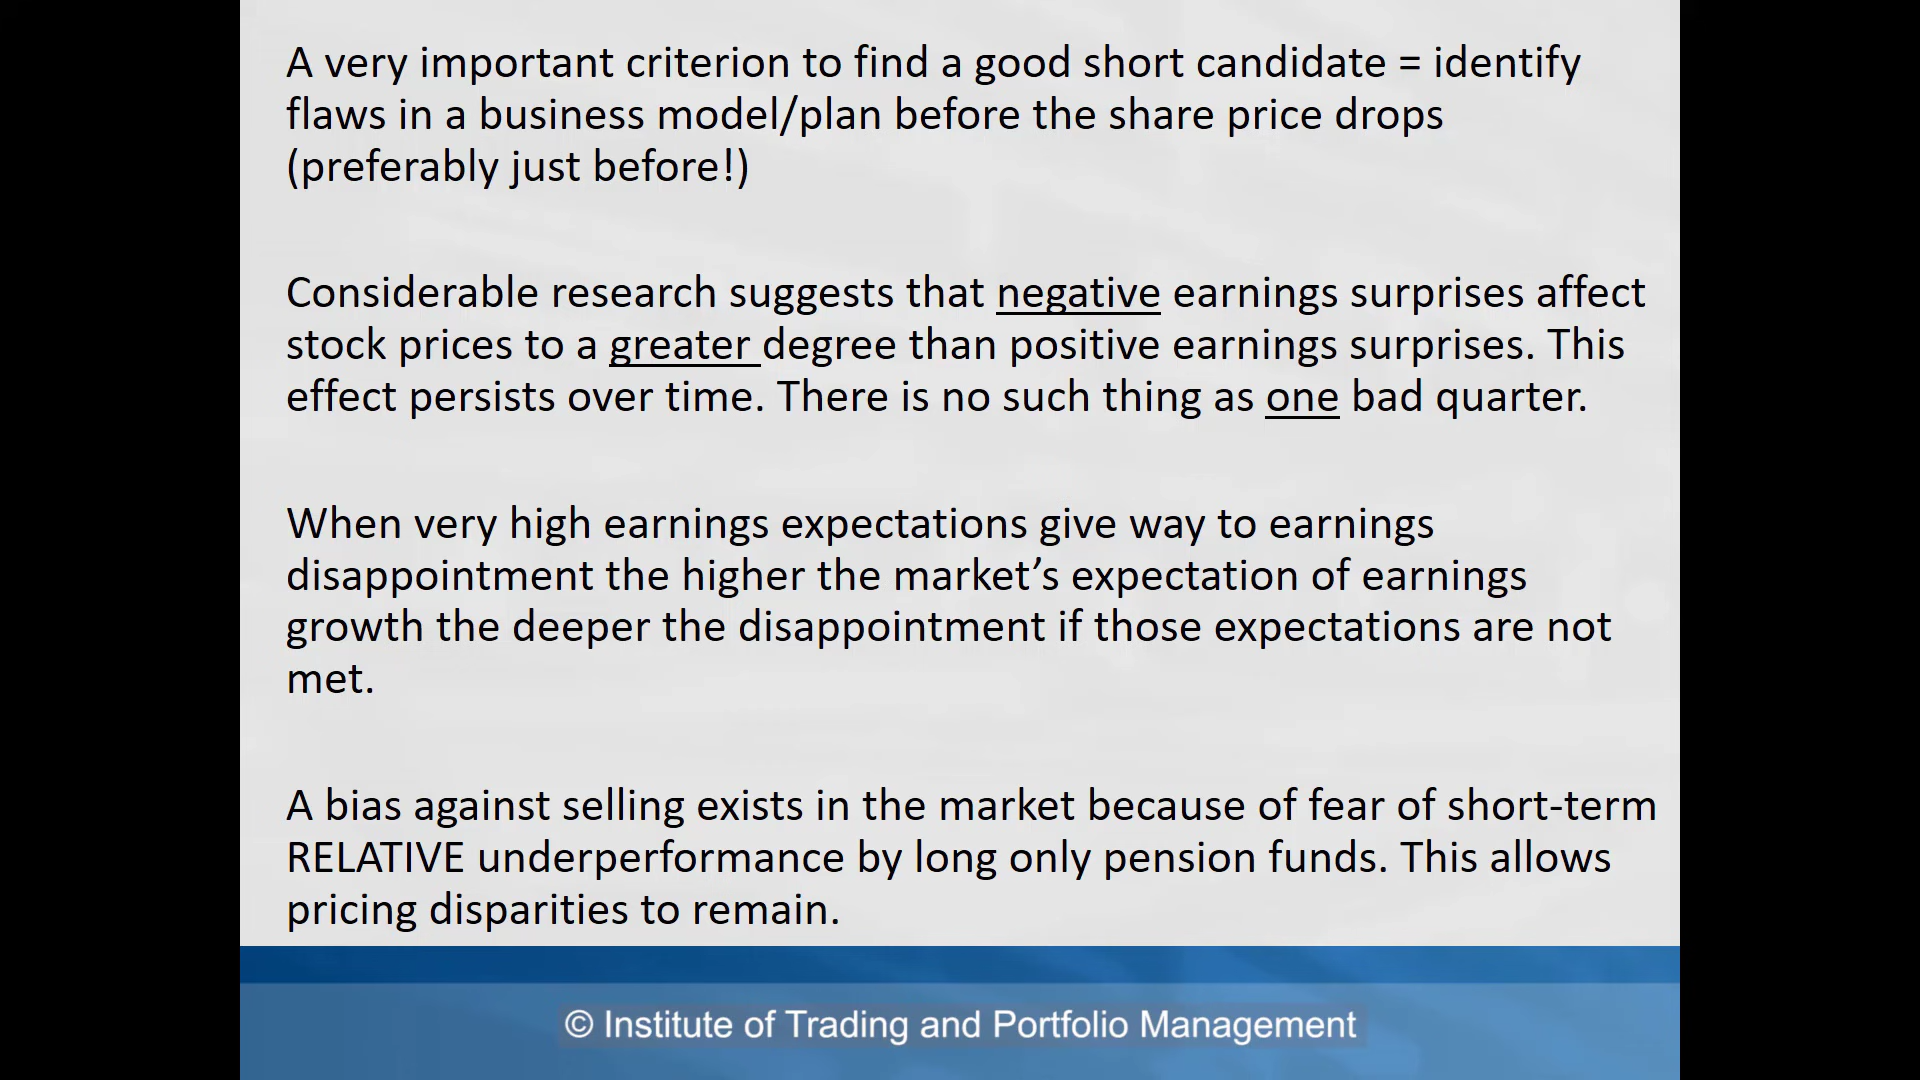 A very important criterion to find a good short candidate = identify
flaws in a business model/plan before the share price drops
(preferably just before!)
Considerable research suggests that negative earnings surprises affect
stock prices to a greater degree than positive earnings surprises. This
effect persists over time. There is no such thing as one bad quarter.
When very high earnings expectations give way to earnings
disappointment the higher the market’s expectation of earnings
growth the deeper the disappointment if those expectations are not
met.
A bias against selling exists in the market because of fear of short-term
RELATIVE underperformance by long only pension funds. This allows
pricing disparities to remain.
© Institute of Trading and Portfolio Management